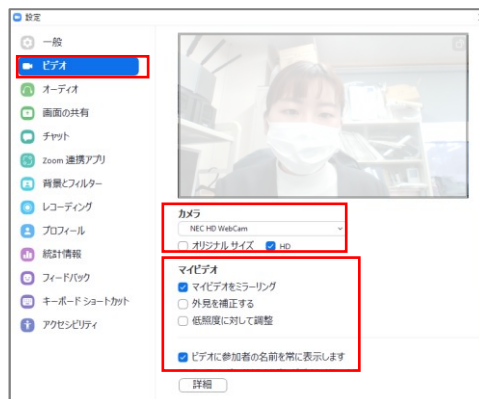 設定
一般
ビデオ
オーディオ
画面の共有
チャット
Zoom 連携アプリ
背景とフィルター
レコーディング
プロフィール
統計情報
フィードバック
キーボード ショートカット
アクセシビリティ
カメラ
NEC HD WebCam
オリジナル サイズ HD
マイビデオ
マイビデオをミラーリング
外見を補正する
低照度に対して調整
ビデオに参加者の名前を常に表示します
詳細